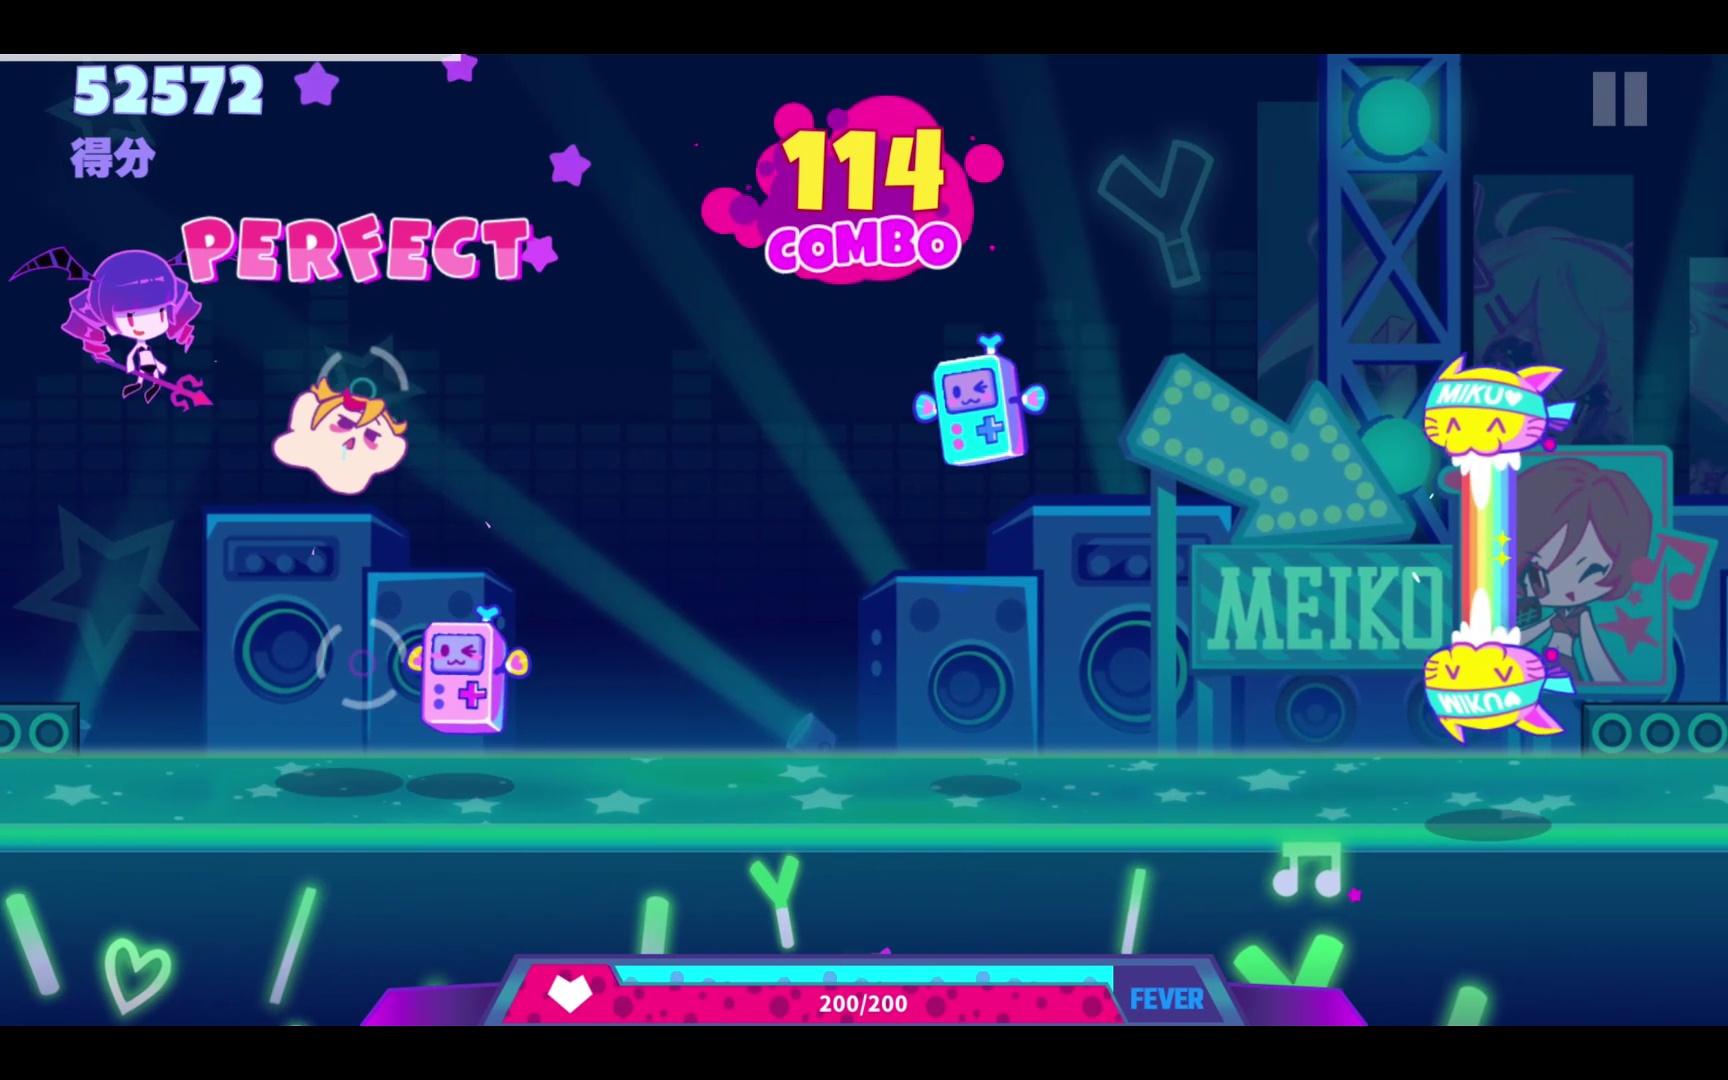 52572
得分
PERFECT
114
COMBO
MIKU♥
MEIKO
MIKU♥
200/200
FEVER